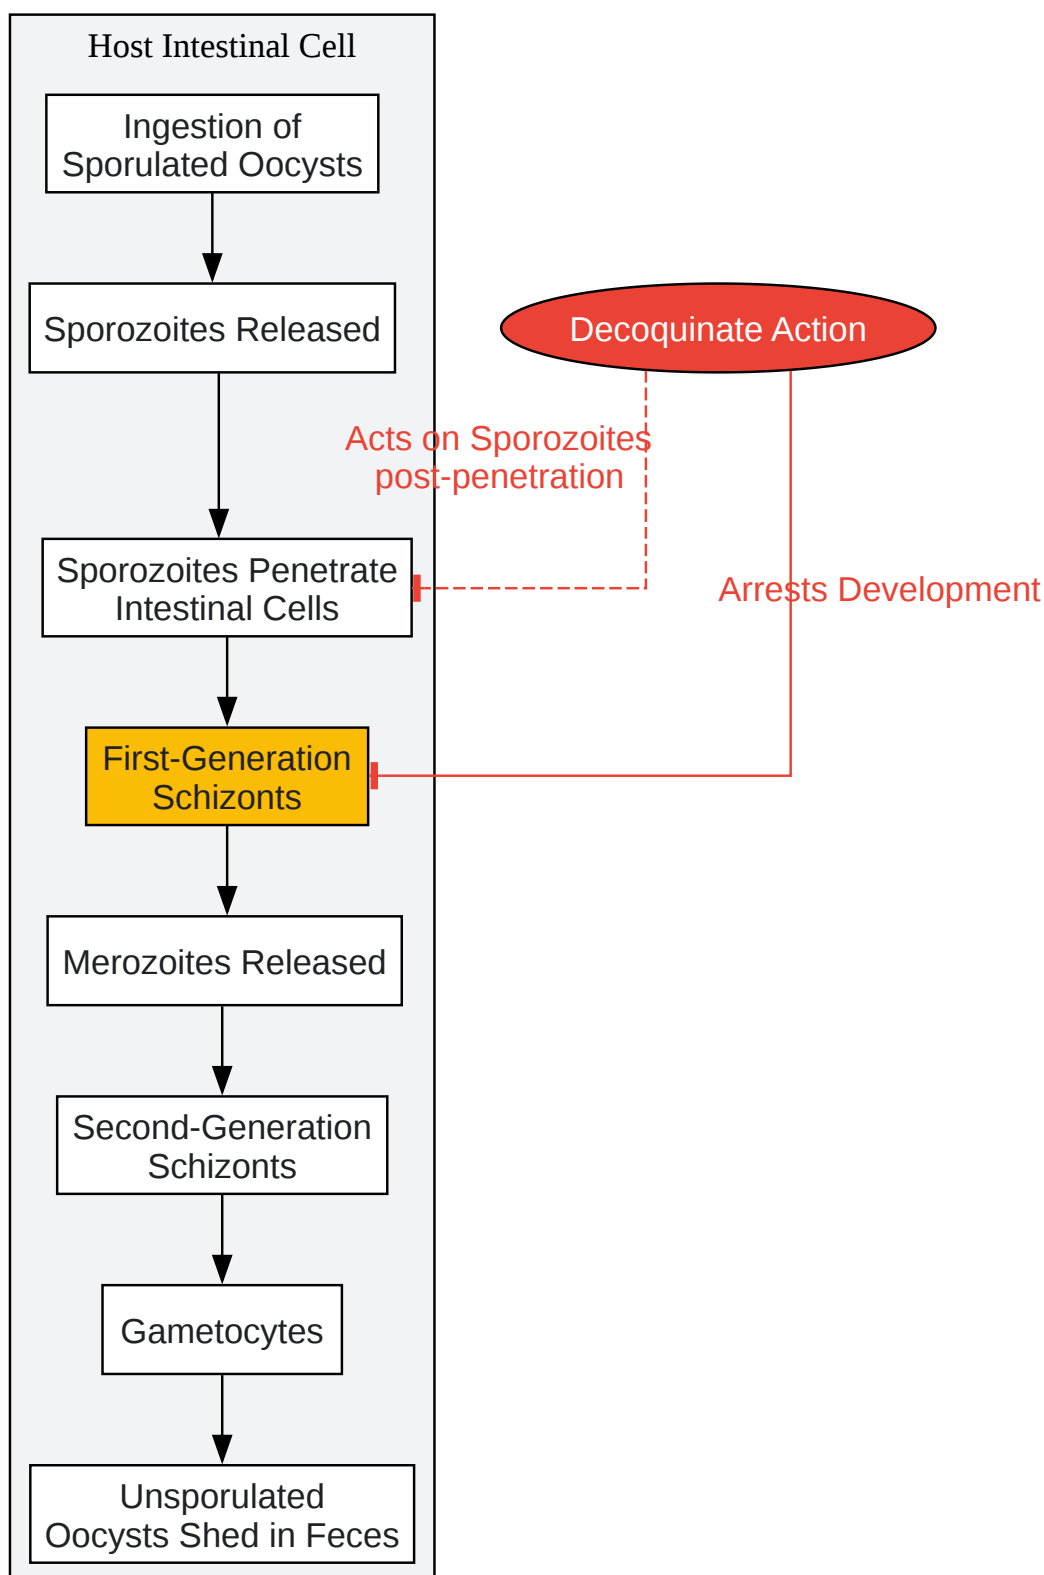 Host Intestinal Cell
Ingestion of
Sporulated Oocysts
Sporozoites Released
Decoquinate Action
Acts on Sporozoites
post-penetration
Sporozoites Penetrate
Intestinal Cells
Arrests Development
First-Generation
Schizonts
Merozoites Released
Second-Generation
Schizonts
Gametocytes
Unsporulated
Oocysts Shed in Feces